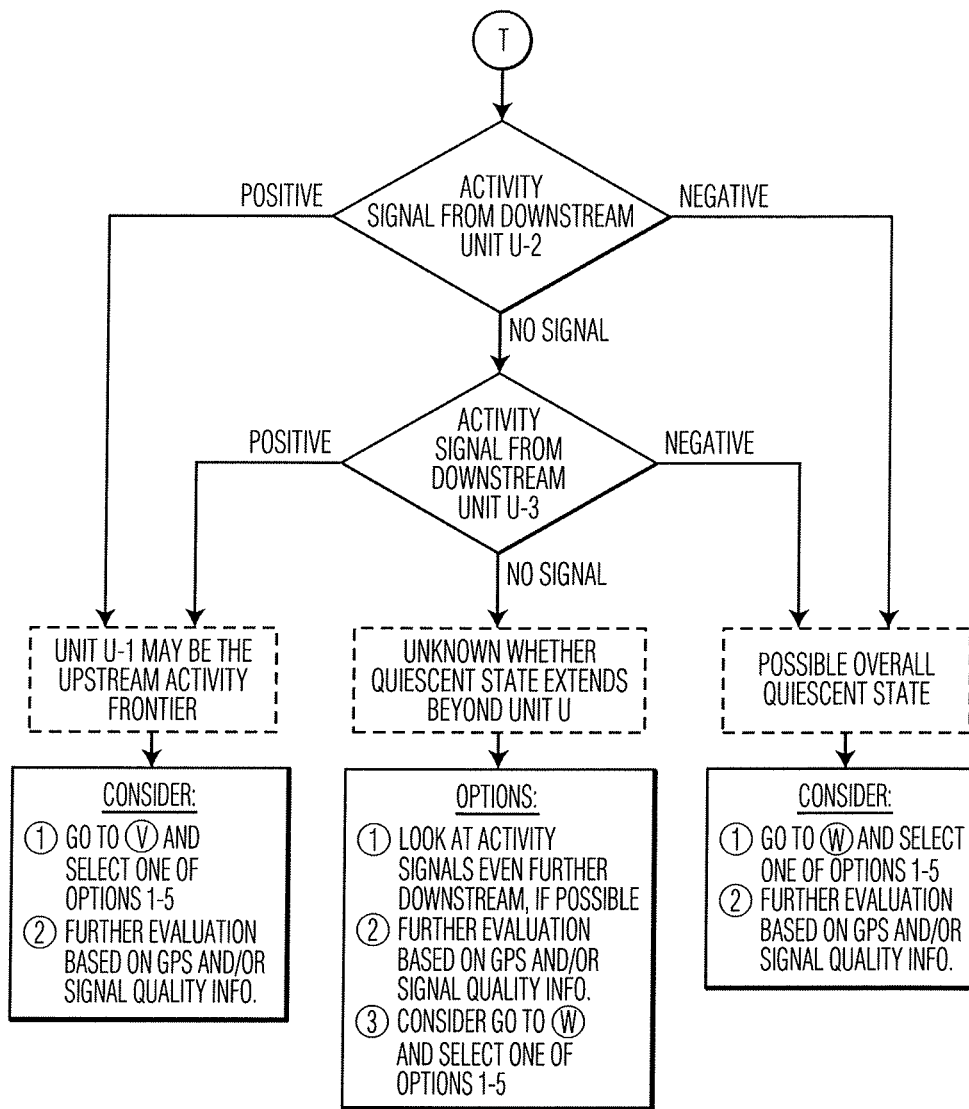 T
POSITIVE
ACTIVITY
SIGNAL FROM DOWNSTREAM
UNIT U-2
NEGATIVE
NO SIGNAL
POSITIVE
ACTIVITY
SIGNAL FROM
DOWNSTREAM
UNIT U-3
NEGATIVE
NO SIGNAL
UNIT U-1 MAY BE THE
UPSTREAM ACTIVITY
FRONTIER
UNKNOWN WHETHER
QUIESCENT STATE EXTENDS
BEYOND UNIT U
POSSIBLE OVERALL
QUIESCENT STATE
CONSIDER:
1 GO TO V AND
SELECT ONE OF
OPTIONS 1-5
2 FURTHER EVALUATION
BASED ON GPS AND/OR
SIGNAL QUALITY INFO.
OPTIONS:
1 LOOK AT ACTIVITY
SIGNALS EVEN FURTHER
DOWNSTREAM, IF POSSIBLE
2 FURTHER EVALUATION
BASED ON GPS AND/OR
SIGNAL QUALITY INFO.
3 CONSIDER GO TO W
AND SELECT ONE OF
OPTIONS 1-5
CONSIDER:
1 GO TO W AND SELECT
ONE OF OPTIONS 1-5
2 FURTHER EVALUATION
BASED ON GPS AND/OR
SIGNAL QUALITY INFO.